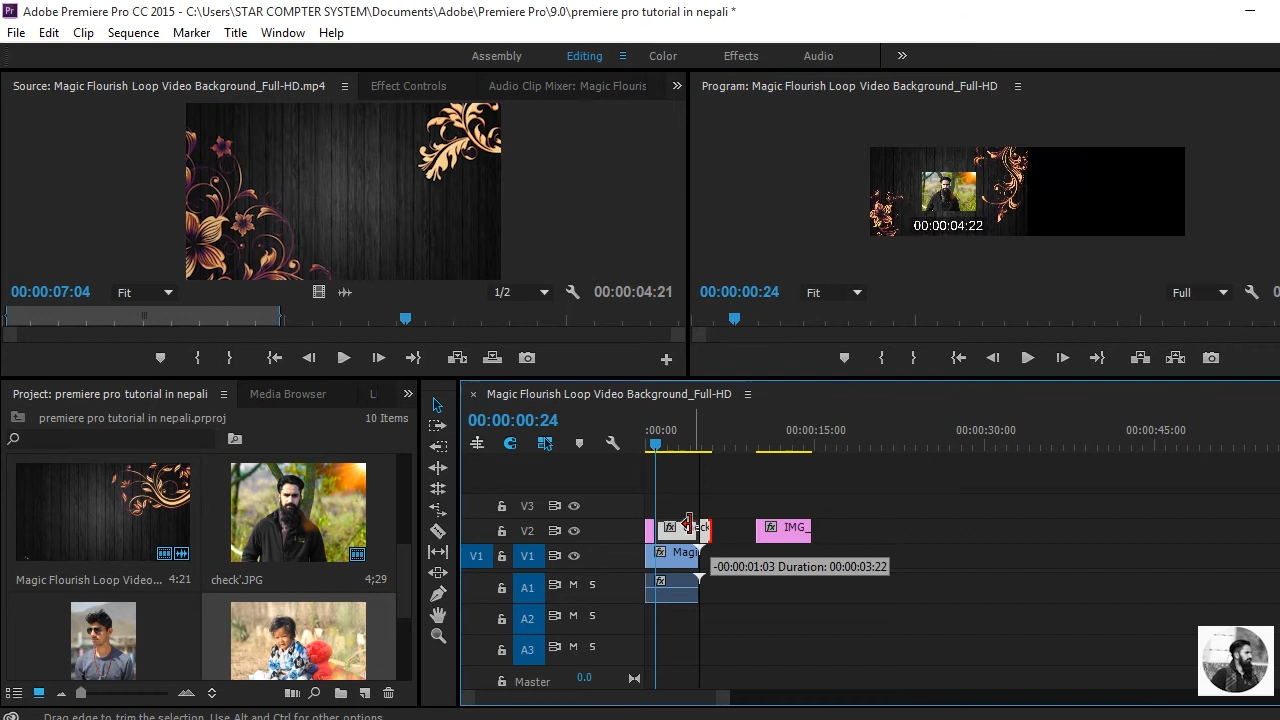 Pr Adobe Premiere Pro CC 2015 - C:\Users\STAR COMPTER SYSTEM\Documents\Adobe\Premiere Pro\9.0\premiere pro tutorial in nepali *
File Edit Clip Sequence Marker Title Window Help
Assembly Editing Color Effects Audio
Source: Magic Flourish Loop Video Background_Full-HD.mp4 Effect Controls Audio Clip Mixer: Magic Flouris
Program: Magic Flourish Loop Video Background_Full-HD
00:00:04:22
00:00:07:04 Fit 1/2 00:00:04:21
00:00:00:24 Fit Full 0
Project: premiere pro tutorial in nepali Media Browser L
premiere pro tutorial in nepali.prproj 10 Items
Magic Flourish Loop Video... 4:21 check'JPG 4;29
× Magic Flourish Loop Video Background_Full-HD
00:00:00:24
:00:00 00:00:15:00 00:00:30:00 00:00:45:00
V3
V2 fx fx IMG_
V1 V1 fx Magi
-00:00:01:03 Duration: 00:00:03:22
A1 M S fx
A2 M S
A3 M S
Master 0.0
Drag edge to trim the selection. Use Alt and Ctrl for other options.